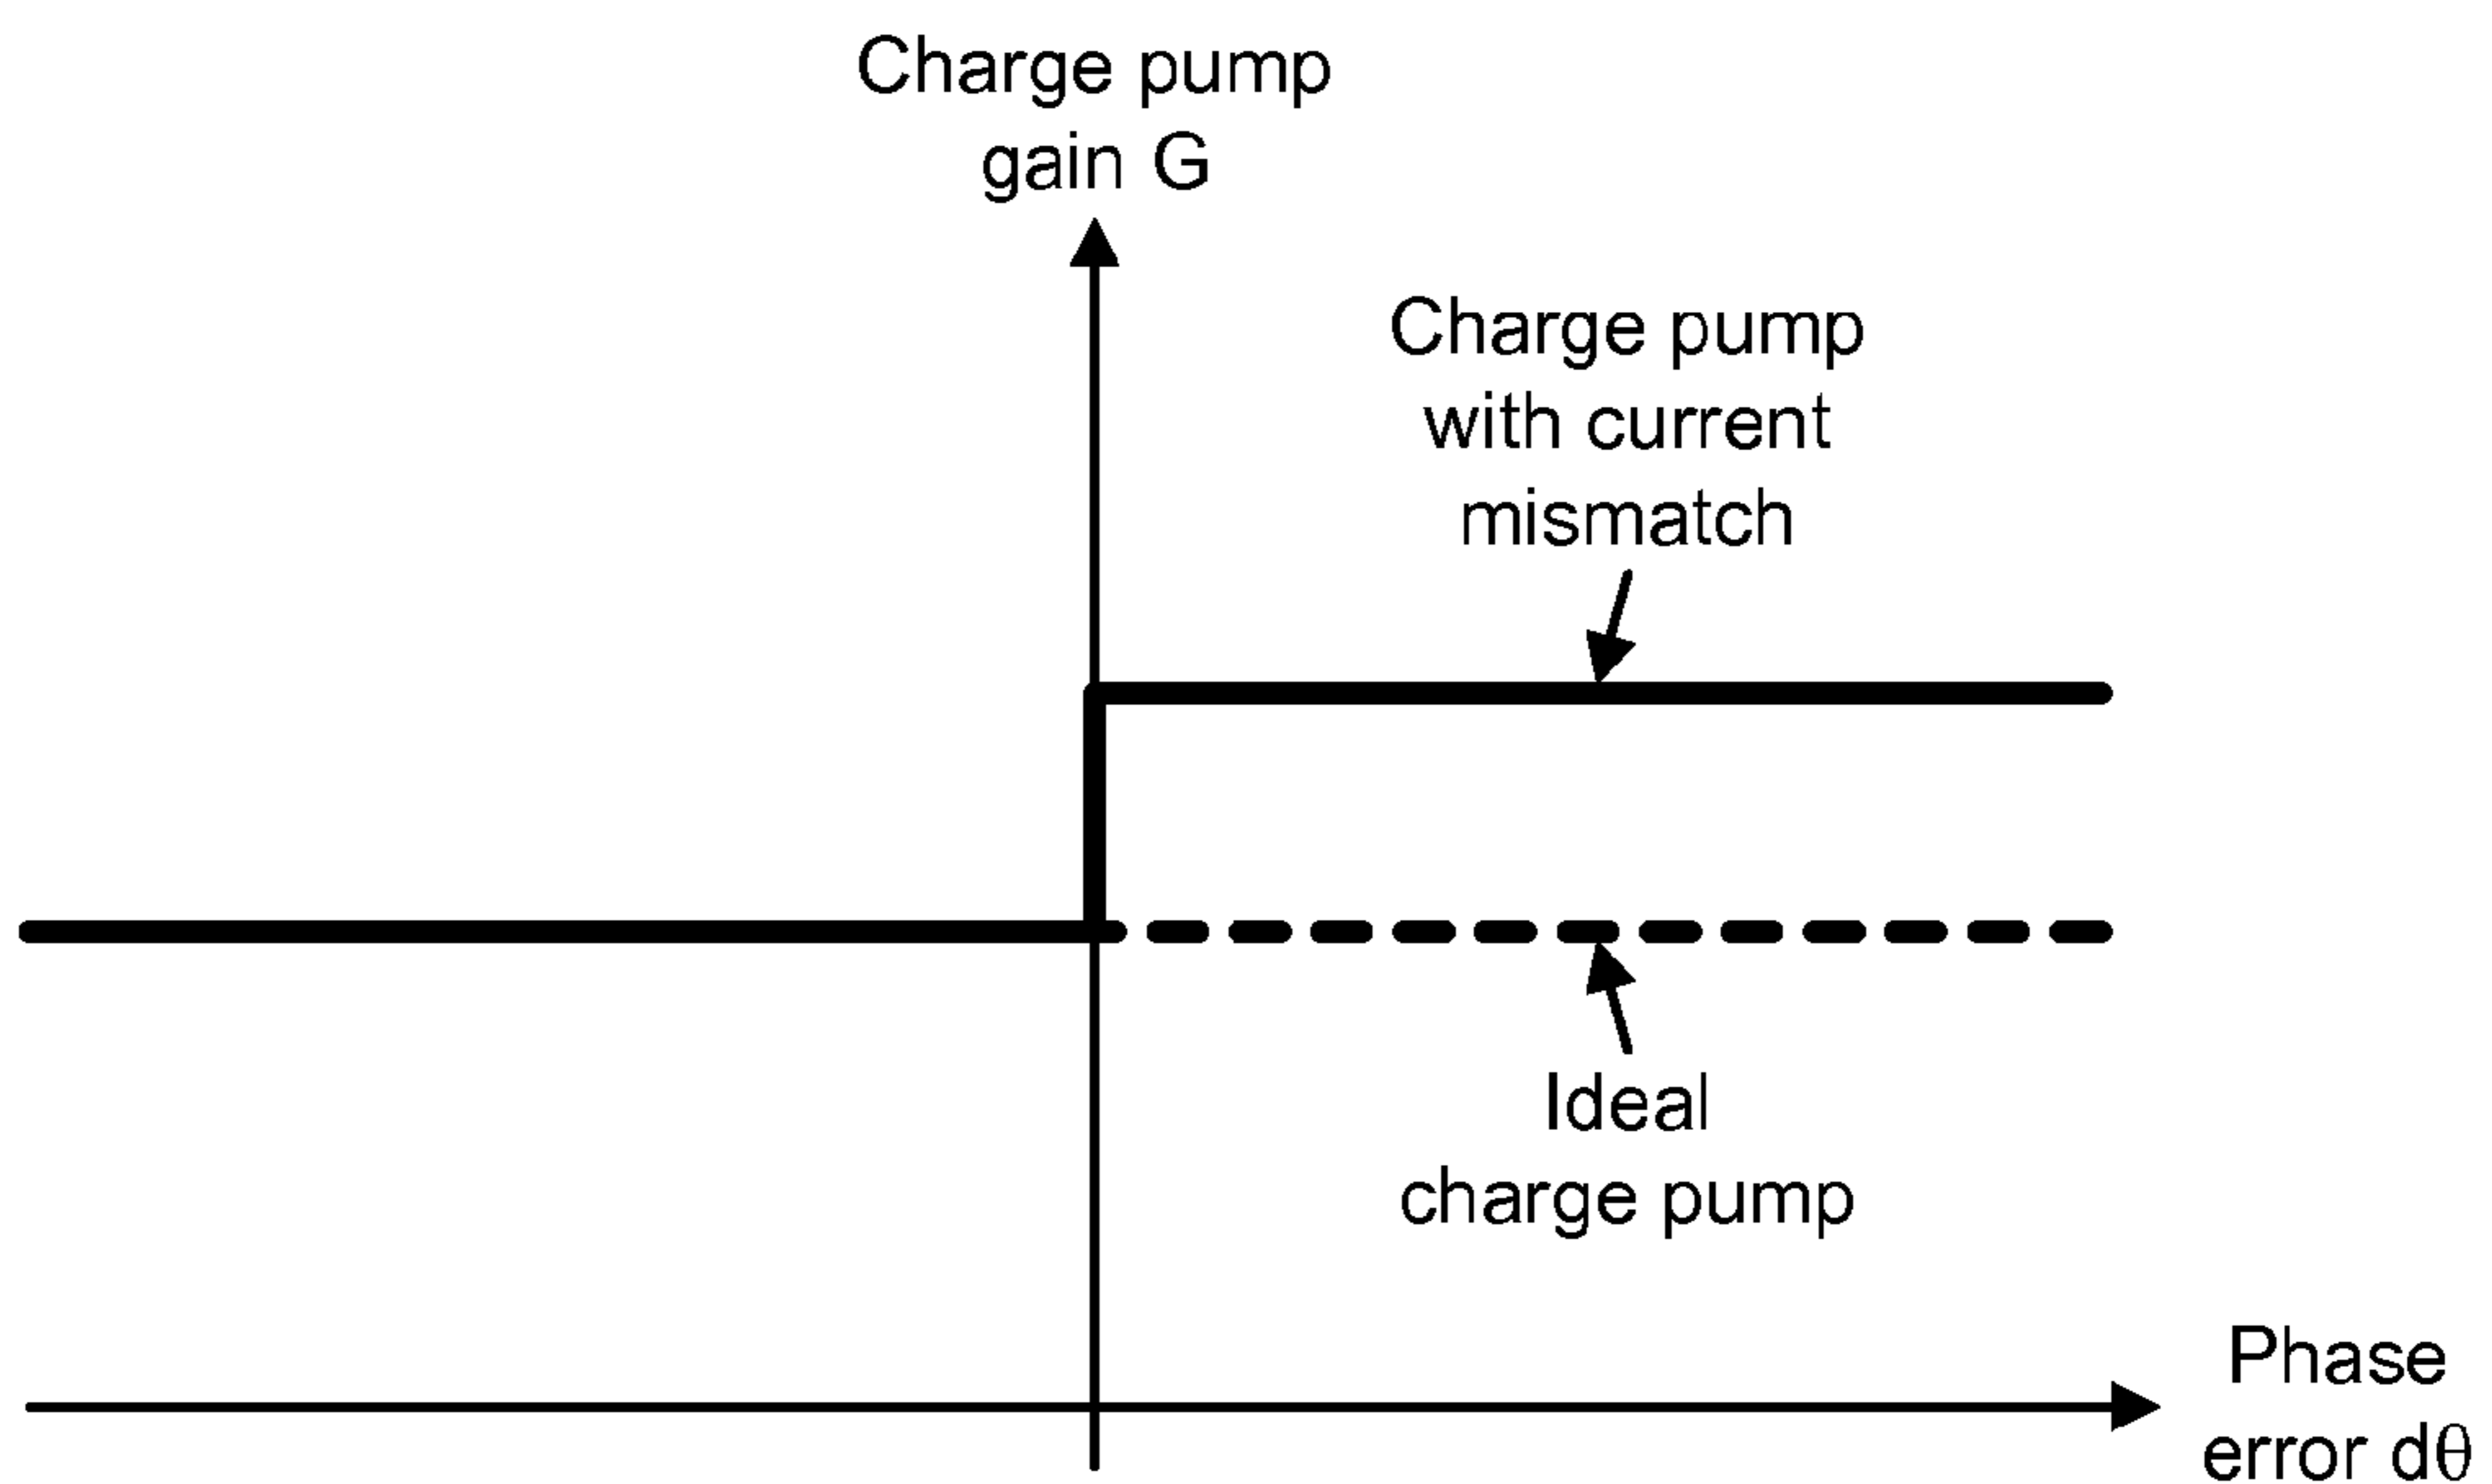 Charge pump
gain G
Charge pump
with current
mismatch
Ideal
charge pump
Phase
error dθ